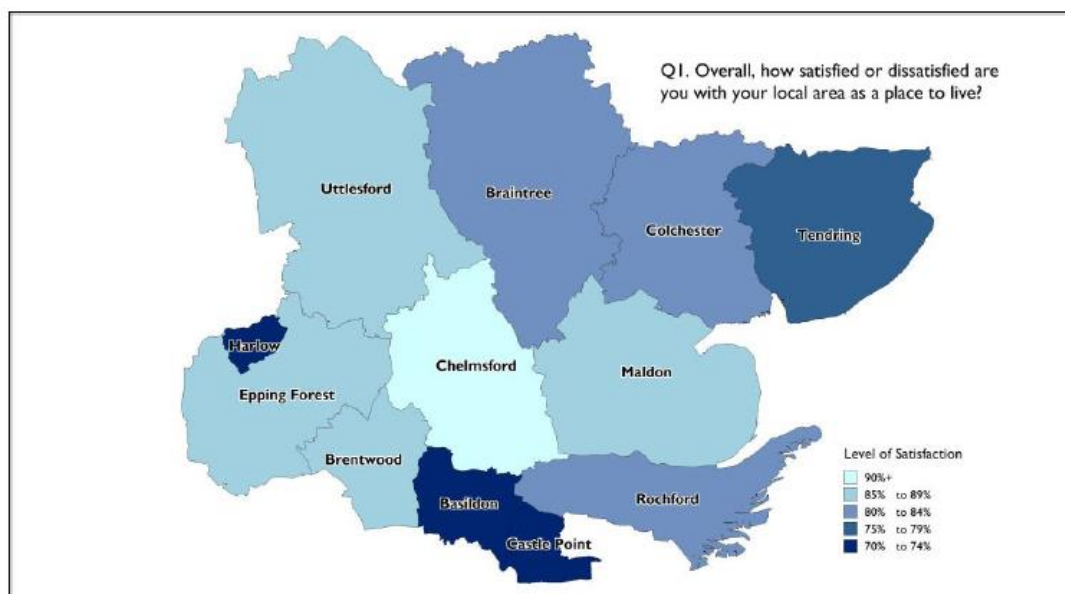 Q1. Overall, how satisfied or dissatisfied are
you with your local area as a place to live?
Uttlesford
Braintree
Colchester
Tendring
Harlow
Chelmsford
Maldon
Epping Forest
Brentwood
Basildon
Rochford
Castle Point
Level of Satisfaction
90%+
85% to 89%
80% to 84%
75% to 79%
70% to 74%